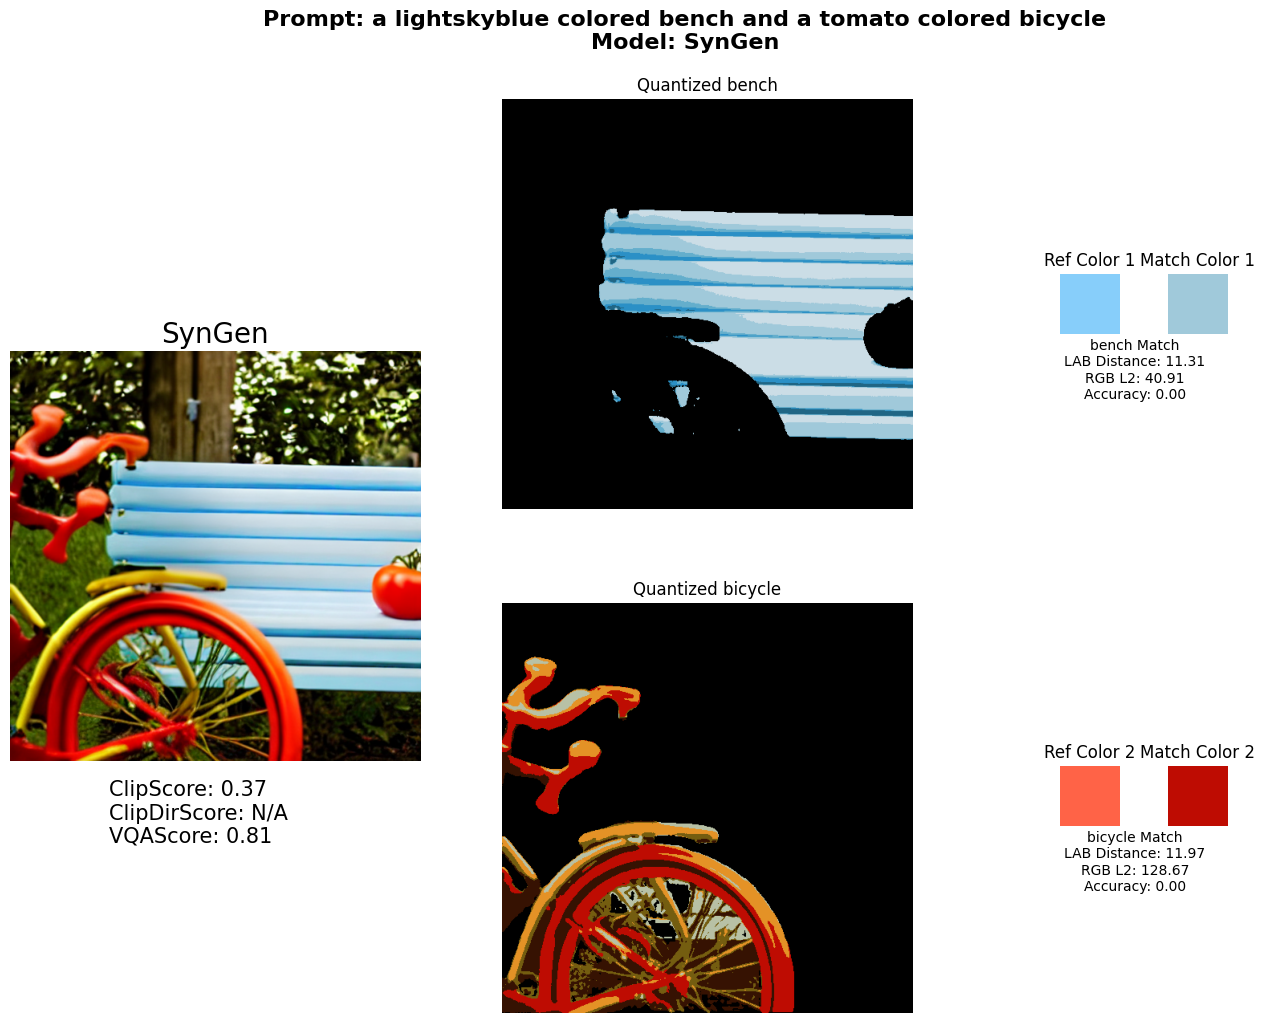 Prompt: a lightskyblue colored bench and a tomato colored bicycle
Model: SynGen
Quantized bench
Ref Color 1 Match Color 1
bench Match
LAB Distance: 11.31
RGB L2: 40.91
Accuracy: 0.00
SynGen
ClipScore: 0.37
ClipDirScore: N/A
VQAScore: 0.81
Quantized bicycle
Ref Color 2 Match Color 2
bicycle Match
LAB Distance: 11.97
RGB L2: 128.67
Accuracy: 0.00